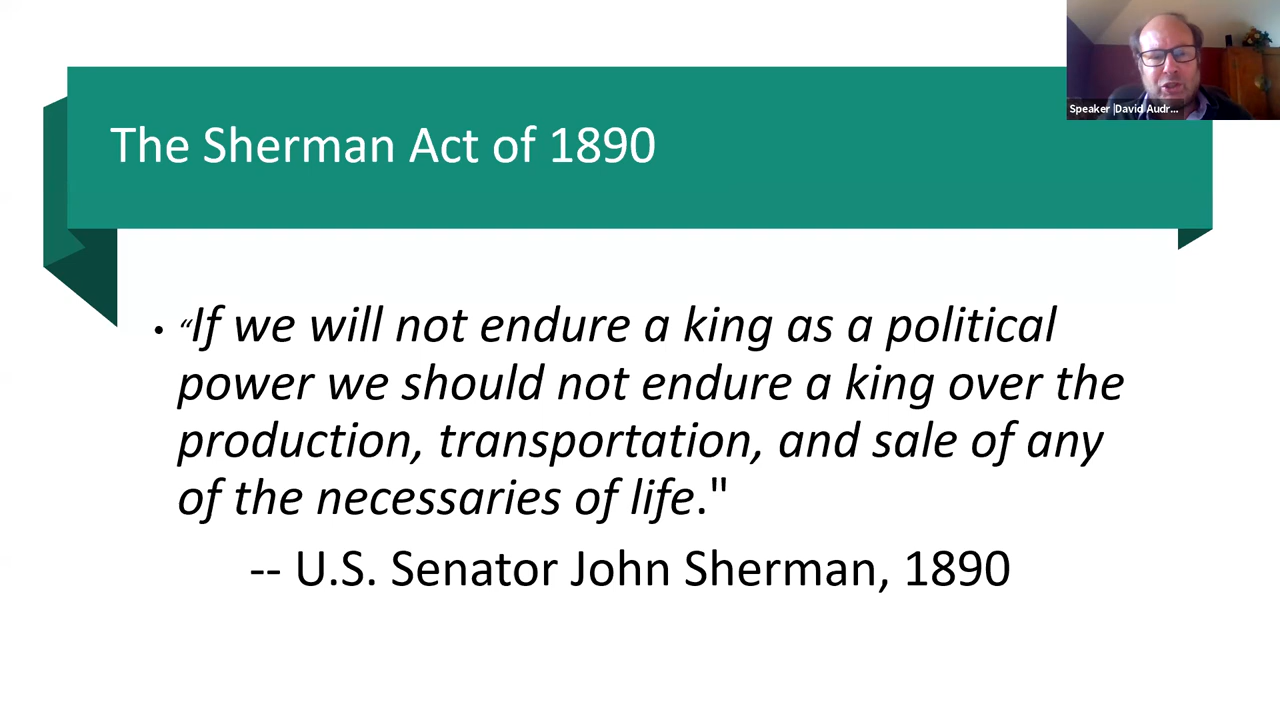 Speaker |David Audr...
The Sherman Act of 1890
• “If we will not endure a king as a political
power we should not endure a king over the
production, transportation, and sale of any
of the necessaries of life."
-- U.S. Senator John Sherman, 1890